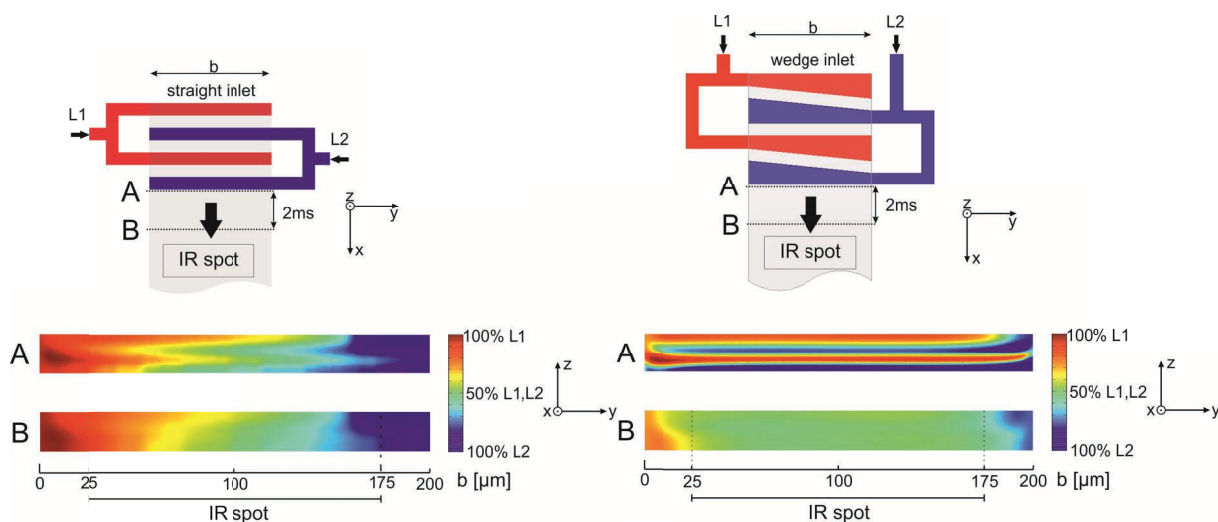 L1
b
straight inlet
L1
L2
A
B
2ms
IR spot
z
y
x
L1
L2
b
wedge inlet
A
B
2ms
IR spot
z
y
x
A
B
100% L1
50% L1,L2
100% L2
z
x
y
0
25
100
175
200
b [µm]
IR spot
A
B
100% L1
50% L1,L2
100% L2
z
x
y
0
25
100
175
200
b [µm]
IR spot